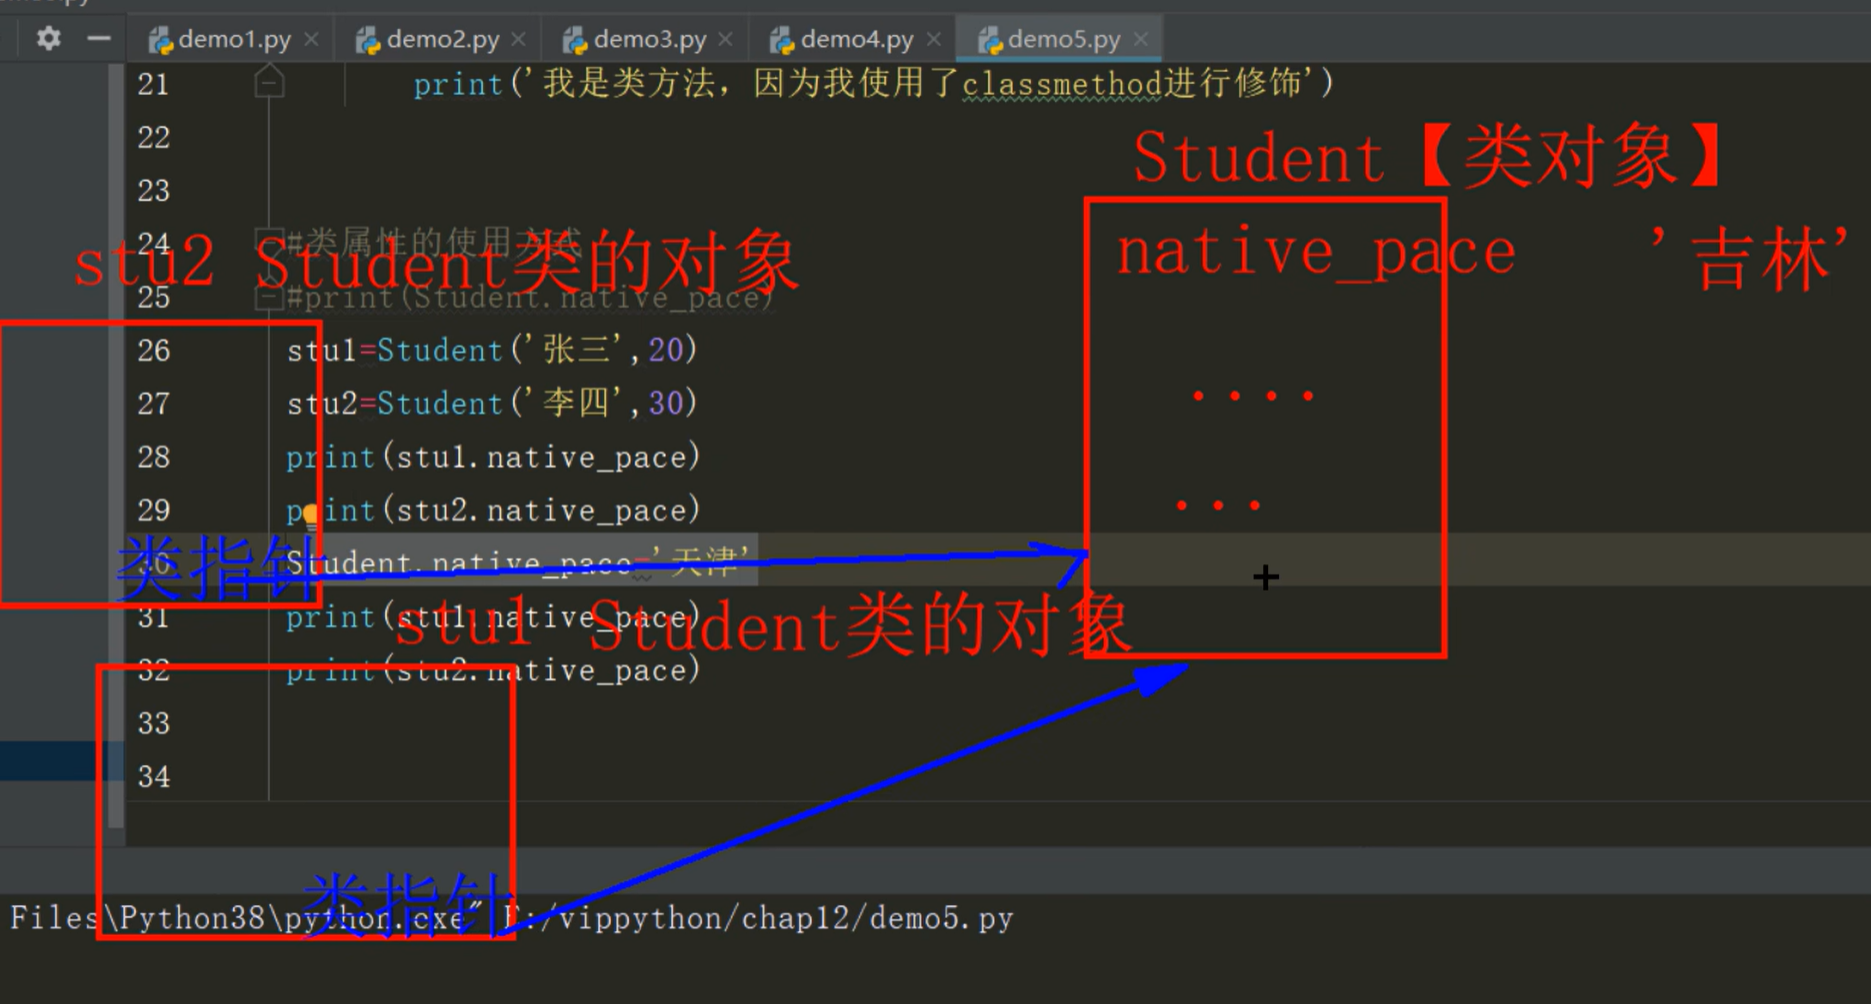 demo1.py × demo2.py × demo3.py × demo4.py × demo5.py ×
21 print('我是类方法，因为我使用了classmethod进行修饰')
22
Student【类对象】
23
24 #类属性的使用方式
stu2 Student类的对象
native_pace '吉林'
25 #print(Student.native_pace)
26 stu1=Student('张三',20)
27 stu2=Student('李四',30)
....
28 print(stu1.native_pace)
29 print(stu2.native_pace)
...
30 Student.native_pace='天津'
类指针
31 print(stu1.native_pace)
stu1 Student类的对象
32 print(stu2.native_pace)
33
34
类指针
Files\Python38\python.exe" E:/vippython/chap12/demo5.py